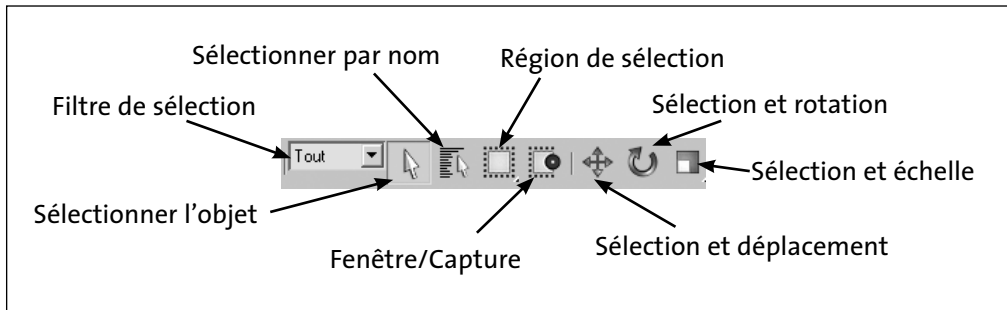 Sélectionner par nom
Région de sélection
Filtre de sélection
Sélection et rotation
Tout
Sélection et échelle
Sélectionner l'objet
Sélection et déplacement
Fenêtre/Capture